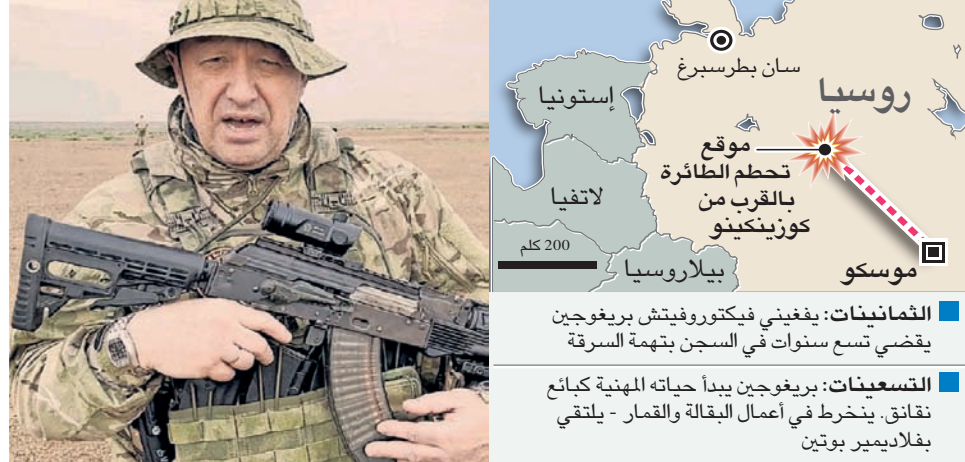 سان بطرسبرغ
إستونيا
روسيا
موقع
تحطم الطائرة
بالقرب من
كوزينكينو
لاتفيا
200 كلم
بيلاروسيا
موسكو
الثمانينات: يفغيني فيكتوروفيتش بريغوجين
يقضي تسع سنوات في السجن بتهمة السرقة
التسعينات: بريغوجين يبدأ حياته المهنية كبائع
نقانق. ينخرط في أعمال البقالة والقمار - يلتقي
بفلاديمير بوتين